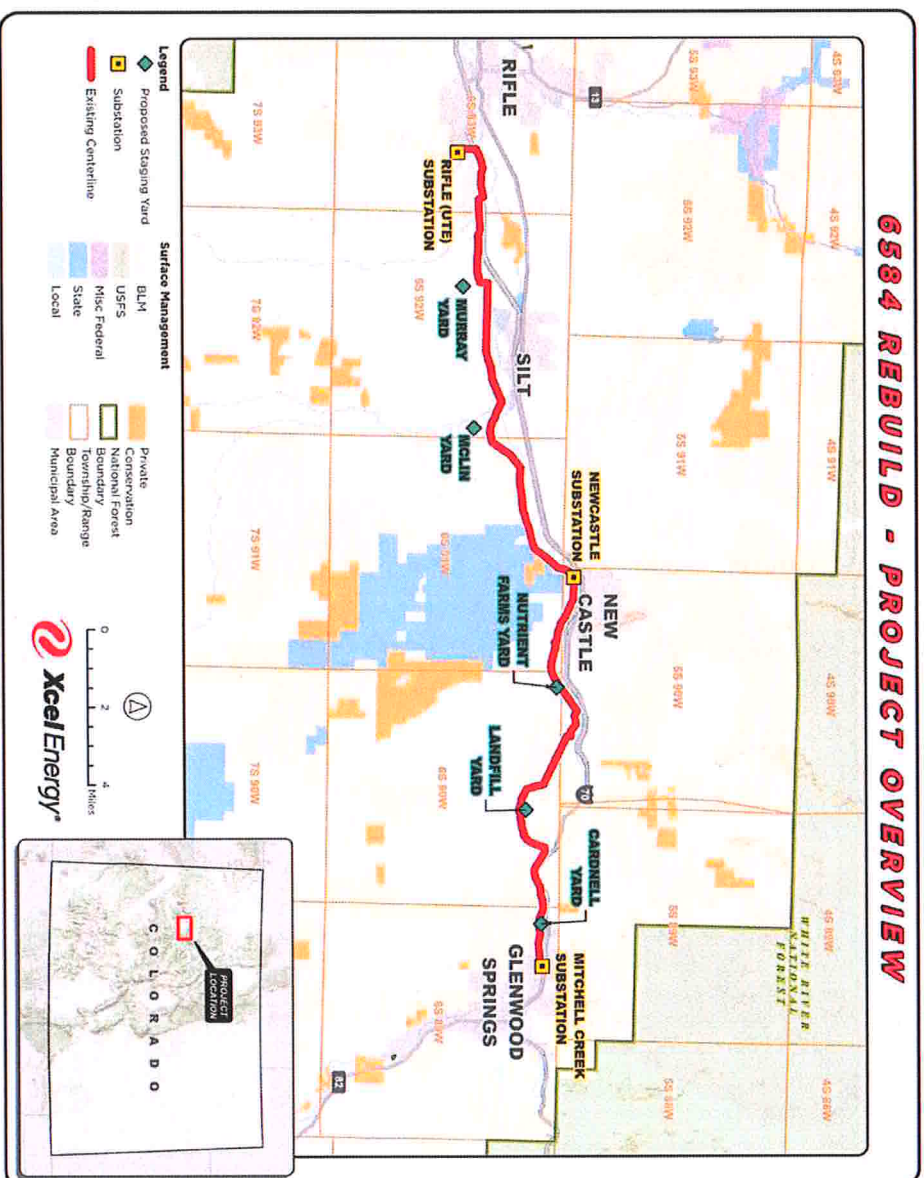 6584 REBUILD - PROJECT OVERVIEW
4S 93W
4S 92W
4S 91W
4S 90W
4S 89W
4S 88W
5S 93W
5S 92W
5S 91W
5S 90W
5S 89W
5S 88W
WHITE RIVER
NATIONAL
FOREST
13
RIFLE
6S 93W
RIFLE (UTE)
SUBSTATION
SILT
6S 92W
MURRAY
YARD
MCLIN
YARD
NEWCASTLE
SUBSTATION
NEW
CASTLE
6S 91W
NUTRIENT
FARMS YARD
70
LANDFILL
YARD
6S 90W
CARDNELL
YARD
MITCHELL CREEK
SUBSTATION
GLENWOOD
SPRINGS
6S 89W
82
7S 93W
7S 92W
7S 91W
7S 90W
Legend
Proposed Staging Yard
Substation
Existing Centerline
Surface Management
BLM
USFS
Misc Federal
State
Local
Private
Conservation
National Forest
Boundary
Township/Range
Boundary
Municipal Area
0 2 4
Miles
Xcel Energy®
PROJECT
LOCATION
COLORADO